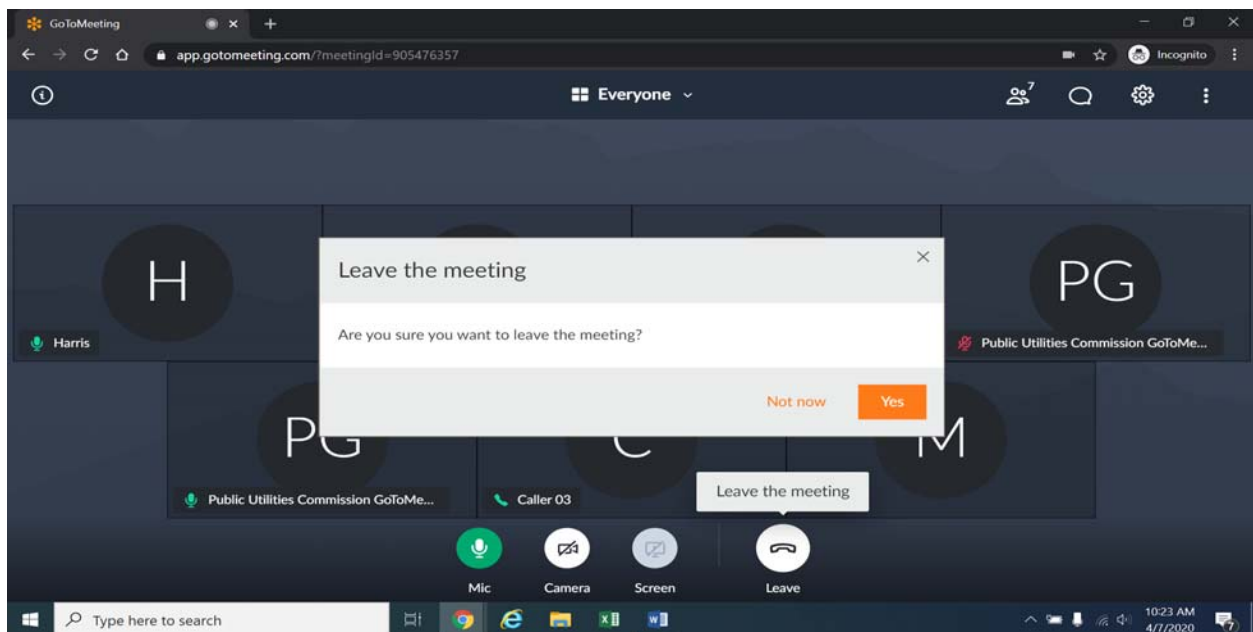 GoToMeeting
app.gotomeeting.com/?meetingId=905476357
Incognito
Everyone
7
H
PG
Leave the meeting
Are you sure you want to leave the meeting?
Not now
Yes
Harris
Public Utilities Commission GoToMe...
PG
C
M
Public Utilities Commission GoToMe...
Caller 03
Leave the meeting
Mic
Camera
Screen
Leave
Type here to search
10:23 AM
4/7/2020
7